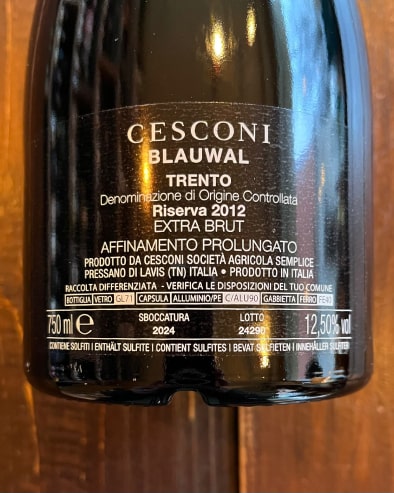 CESCONI
BLAUWAL
TRENTO
Denominazione di Origine Controllata
Riserva 2012
EXTRA BRUT
AFFINAMENTO PROLUNGATO
PRODOTTO DA CESCONI SOCIETÀ AGRICOLA SEMPLICE
PRESSANO DI LAVIS (TN) ITALIA • PRODOTTO IN ITALIA
RACCOLTA DIFFERENZIATA - VERIFICA LE DISPOSIZIONI DEL TUO COMUNE
BOTTIGLIA VETRO GL71 CAPSULA ALLUMINIO/PE C/ALU90 GABBIETTA FERRO FE40
750 ml e SBOCCATURA 2024 LOTTO 24290 12,50% vol
CONTIENE SOLFITI | ENTHÄLT SULFITE | CONTIENT SULFITES | BEVAT SULFIETEN | INNEHÅLLER SULFITER